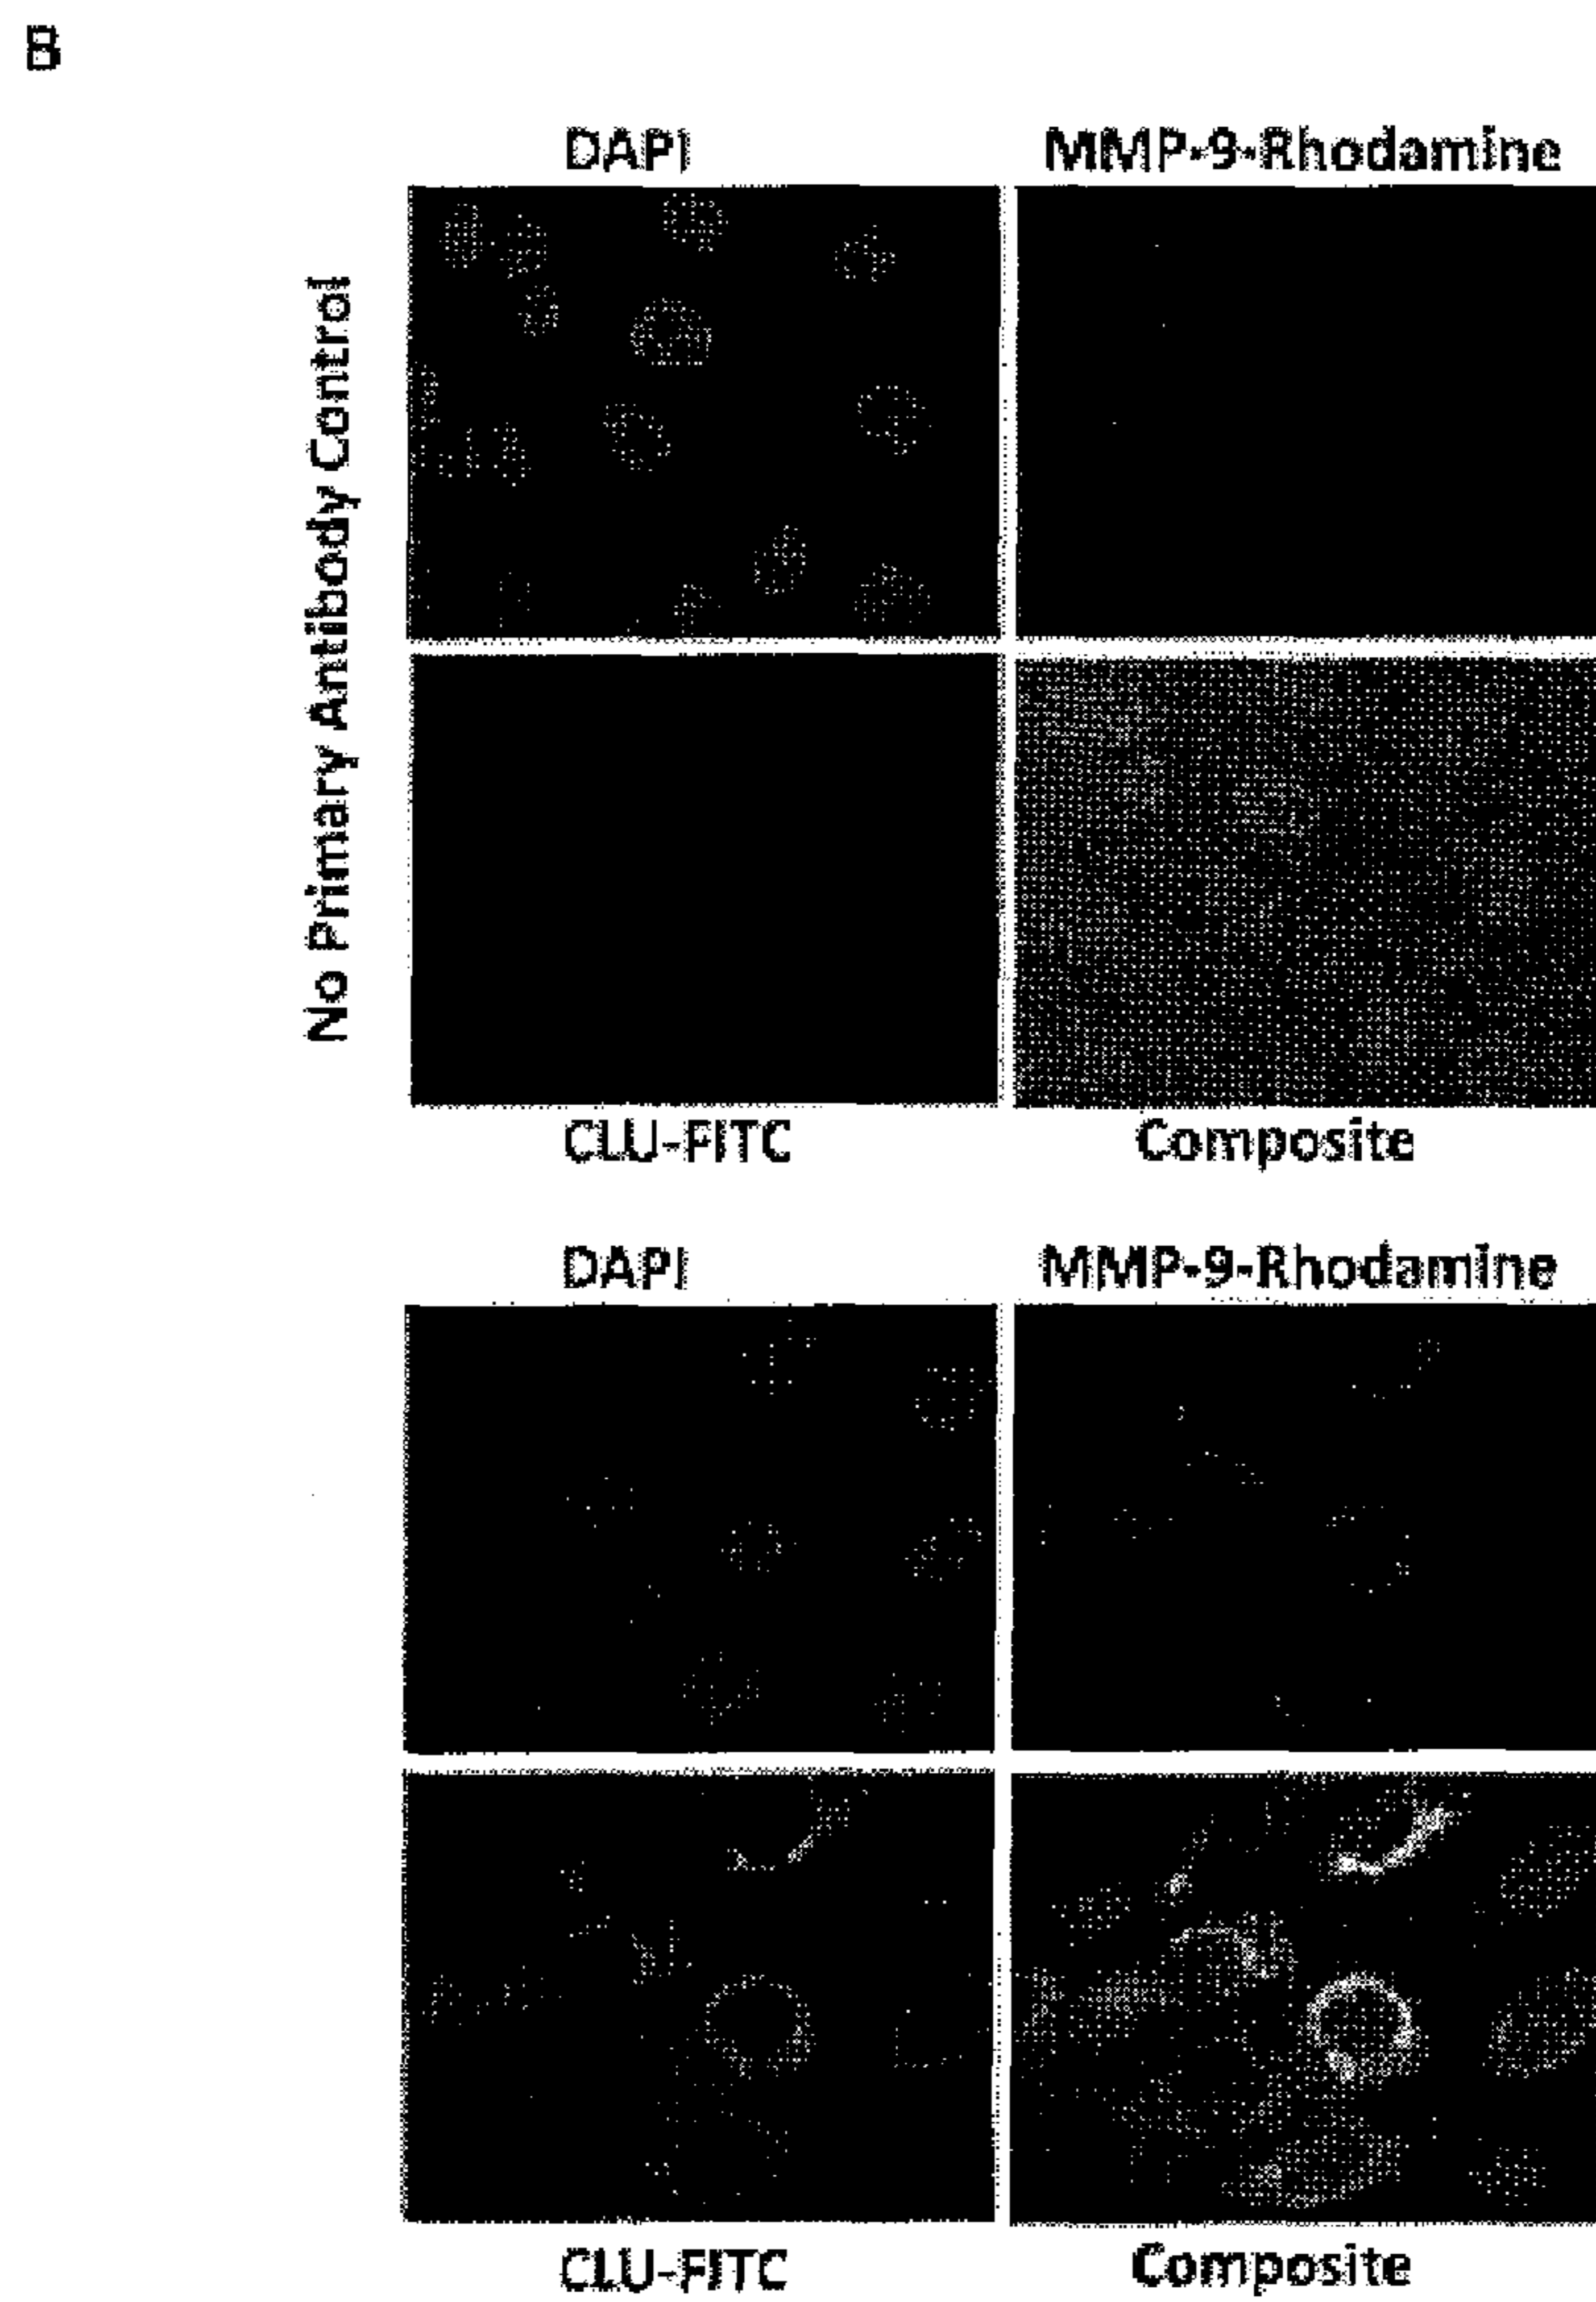 B
DAPI
MMP-9-Rhodamine
No Primary Antibody Control
CLU-FITC
Composite
DAPI
MMP-9-Rhodamine
CLU-FITC
Composite